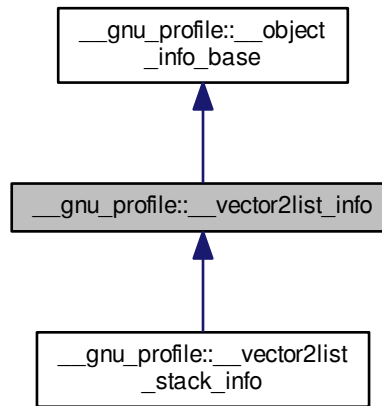 __gnu_profile::__object
_info_base
__gnu_profile::__vector2list_info
__gnu_profile::__vector2list
_stack_info